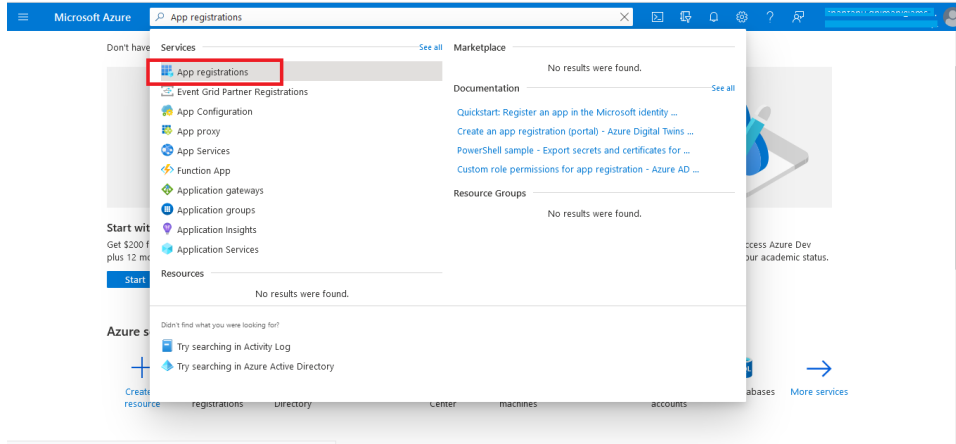 Microsoft Azure
App registrations
Don't have
Services
See all
App registrations
Event Grid Partner Registrations
App Configuration
App proxy
App Services
Function App
Application gateways
Application groups
Application Insights
Application Services
Resources
No results were found.
Didn't find what you were looking for?
Try searching in Activity Log
Try searching in Azure Active Directory
Marketplace
No results were found.
Documentation
See all
Quickstart: Register an app in the Microsoft identity ...
Create an app registration (portal) - Azure Digital Twins ...
PowerShell sample - Export secrets and certificates for ...
Custom role permissions for app registration - Azure AD ...
Resource Groups
No results were found.
Start wit
Get $200 f
plus 12 mo
Start
ccess Azure Dev
our academic status.
Azure s
Create
resource
registrations
Directory
Center
machines
accounts
abases
More services